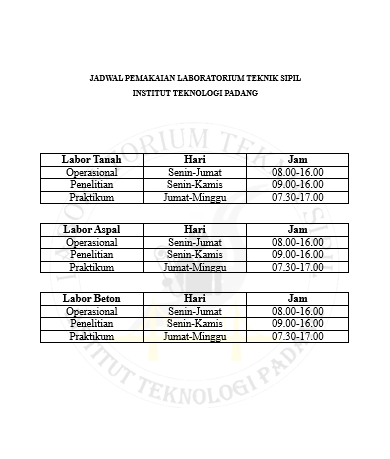 JADWAL PEMAKAIAN LABORATORIUM TEKNIK SIPIL
INSTITUT TEKNOLOGI PADANG
Labor Tanah Hari Jam
Operasional Senin-Jumat 08.00-16.00
Penelitian Senin-Kamis 09.00-16.00
Praktikum Jumat-Minggu 07.30-17.00
Labor Aspal Hari Jam
Operasional Senin-Jumat 08.00-16.00
Penelitian Senin-Kamis 09.00-16.00
Praktikum Jumat-Minggu 07.30-17.00
Labor Beton Hari Jam
Operasional Senin-Jumat 08.00-16.00
Penelitian Senin-Kamis 09.00-16.00
Praktikum Jumat-Minggu 07.30-17.00
LABORATORIUM TEKNIK SIPIL
INSTITUT TEKNOLOGI PADANG